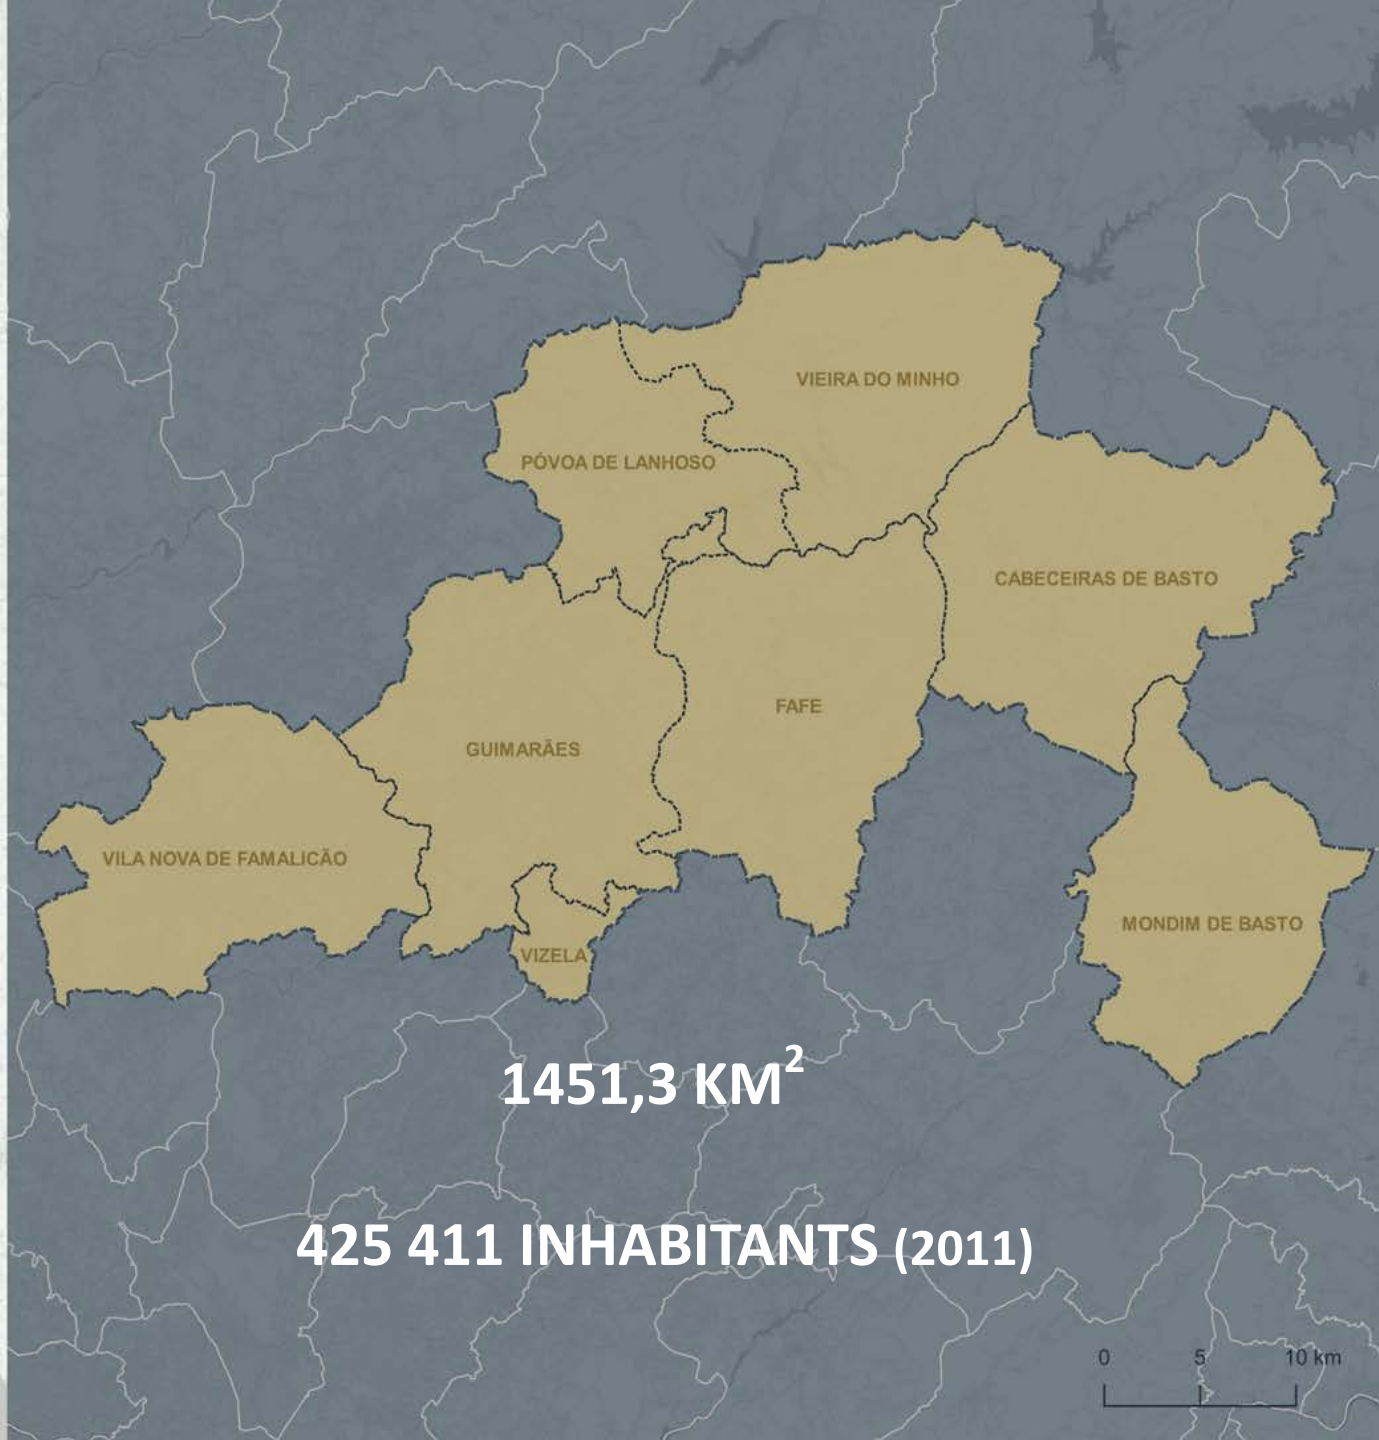 VIEIRA DO MINHO
PÓVOA DE LANHOSO
CABECEIRAS DE BASTO
FAFE
GUIMARÃES
VILA NOVA DE FAMALICÃO
MONDIM DE BASTO
VIZELA
1451,3 KM²
425 411 INHABITANTS (2011)
0 5 10 km